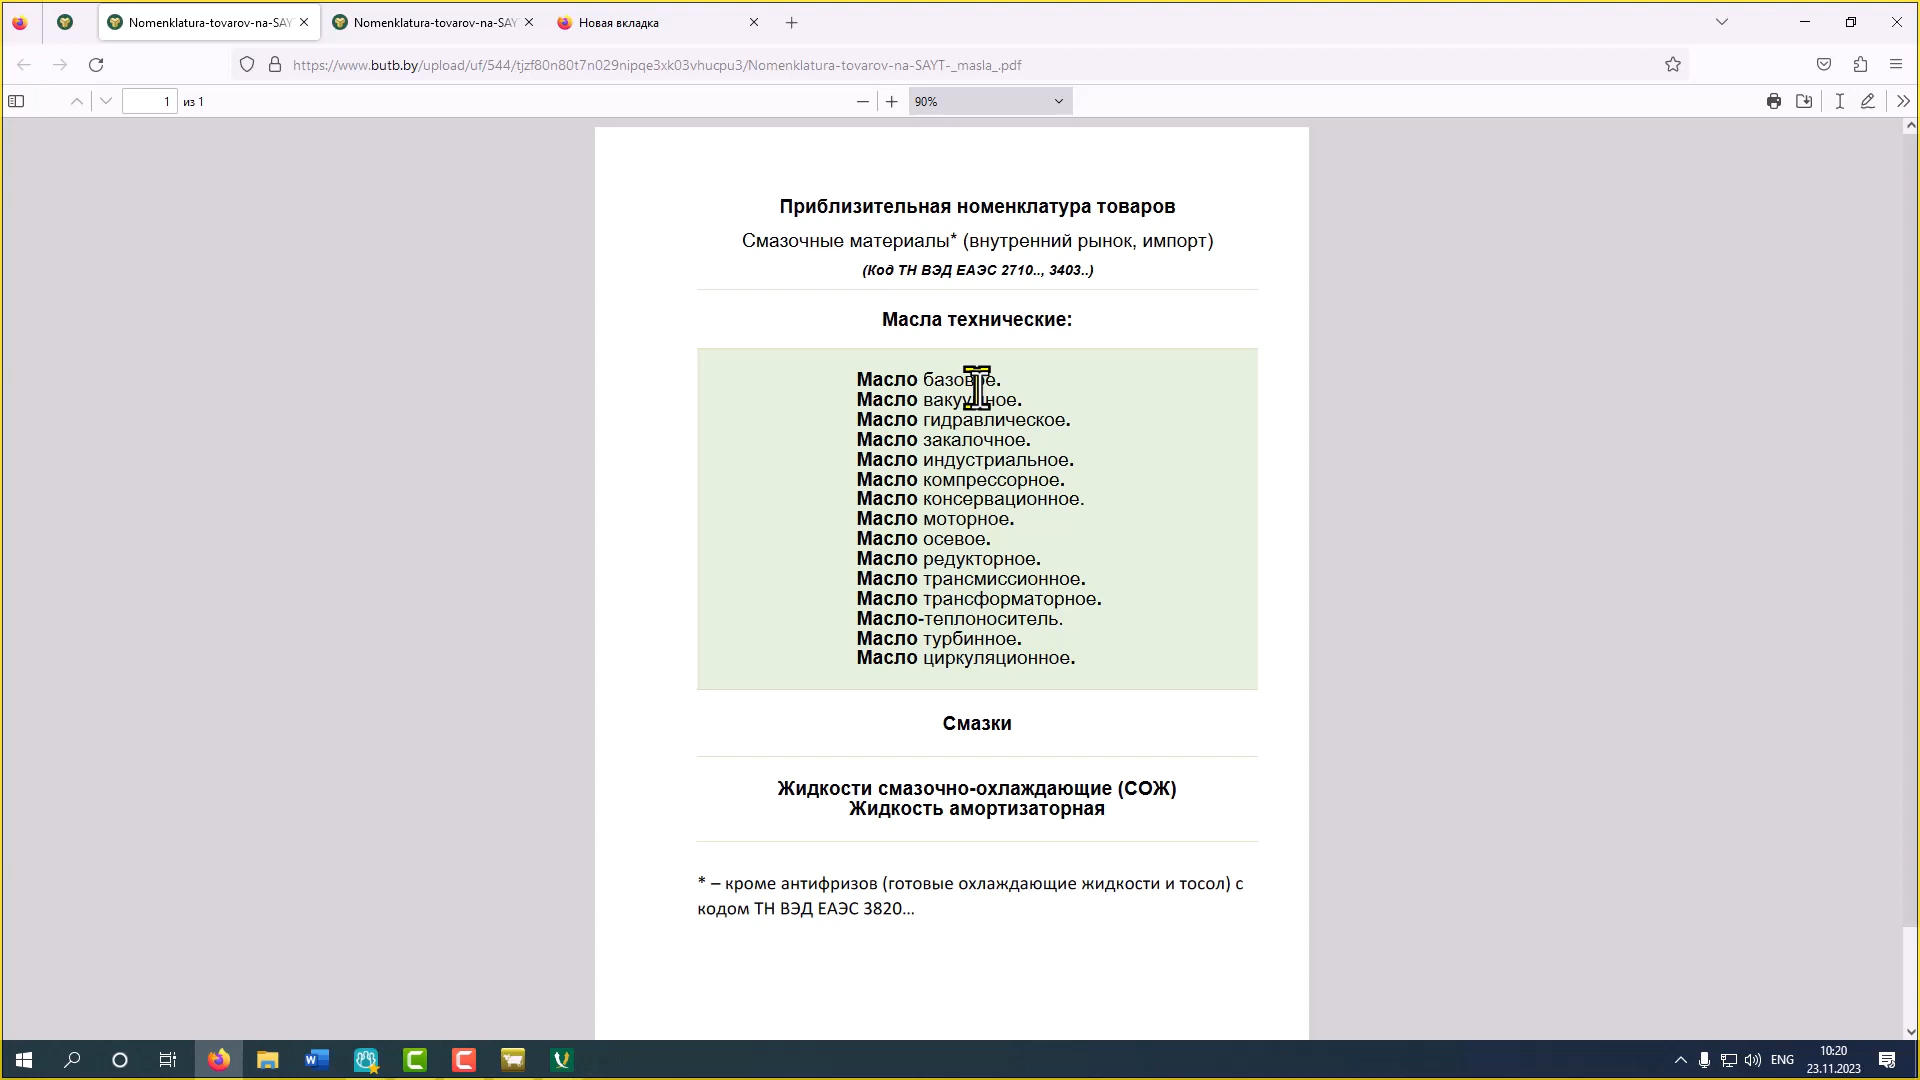 Nomenklatura-tovarov-na-SAY
Nomenklatura-tovarov-na-SAY
Новая вкладка
https://www.butb.by/upload/uf/544/tjzf80n80t7n029nipqe3xk03vhucpu3/Nomenklatura-tovarov-na-SAYT-_masla_.pdf
1 из 1
90%
Приблизительная номенклатура товаров
Смазочные материалы* (внутренний рынок, импорт)
(Код ТН ВЭД ЕАЭС 2710.., 3403..)
Масла технические:
Масло базовое.
Масло вакуумное.
Масло гидравлическое.
Масло закалочное.
Масло индустриальное.
Масло компрессорное.
Масло консервационное.
Масло моторное.
Масло осевое.
Масло редукторное.
Масло трансмиссионное.
Масло трансформаторное.
Масло-теплоноситель.
Масло турбинное.
Масло циркуляционное.
Смазки
Жидкости смазочно-охлаждающие (СОЖ)
Жидкость амортизаторная
* – кроме антифризов (готовые охлаждающие жидкости и тосол) с
кодом ТН ВЭД ЕАЭС 3820...
ENG
10:20
23.11.2023